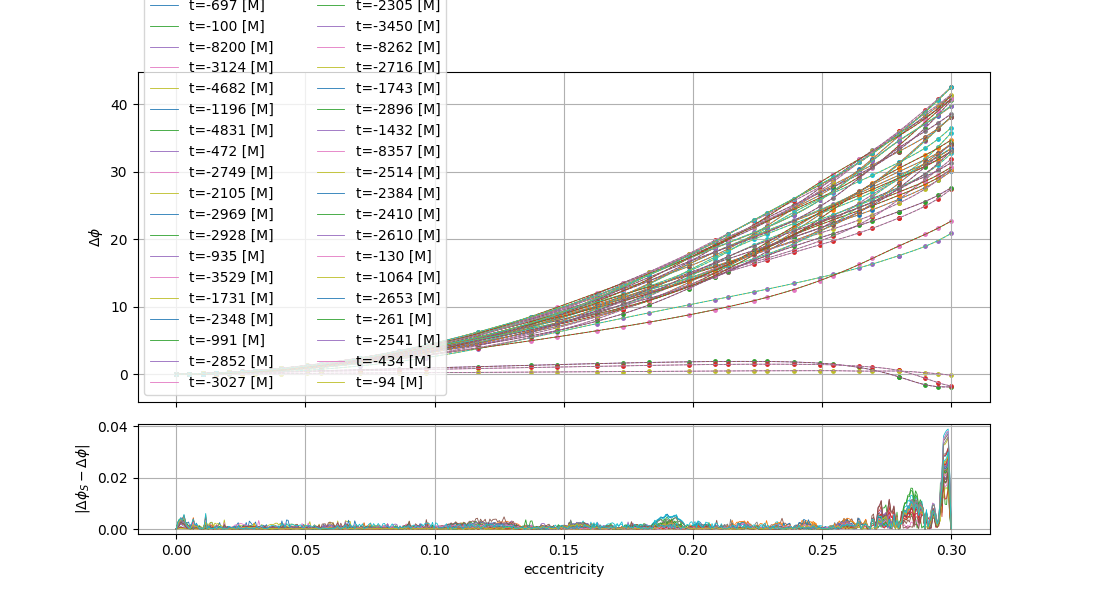 t=-697 [M] t=-2305 [M]
t=-100 [M] t=-3450 [M]
t=-8200 [M] t=-8262 [M]
t=-3124 [M] t=-2716 [M]
t=-4682 [M] t=-1743 [M]
t=-1196 [M] t=-2896 [M]
t=-4831 [M] t=-1432 [M]
t=-472 [M] t=-8357 [M]
t=-2749 [M] t=-2514 [M]
t=-2105 [M] t=-2384 [M]
t=-2969 [M] t=-2410 [M]
t=-2928 [M] t=-2610 [M]
t=-935 [M] t=-130 [M]
t=-3529 [M] t=-1064 [M]
t=-1731 [M] t=-2653 [M]
t=-2348 [M] t=-261 [M]
t=-991 [M] t=-2541 [M]
t=-2852 [M] t=-434 [M]
t=-3027 [M] t=-94 [M]
40
30
20
10
0
Δϕ
0.04
0.02
0.00
|Δϕ_S − Δϕ|
0.00 0.05 0.10 0.15 0.20 0.25 0.30
eccentricity